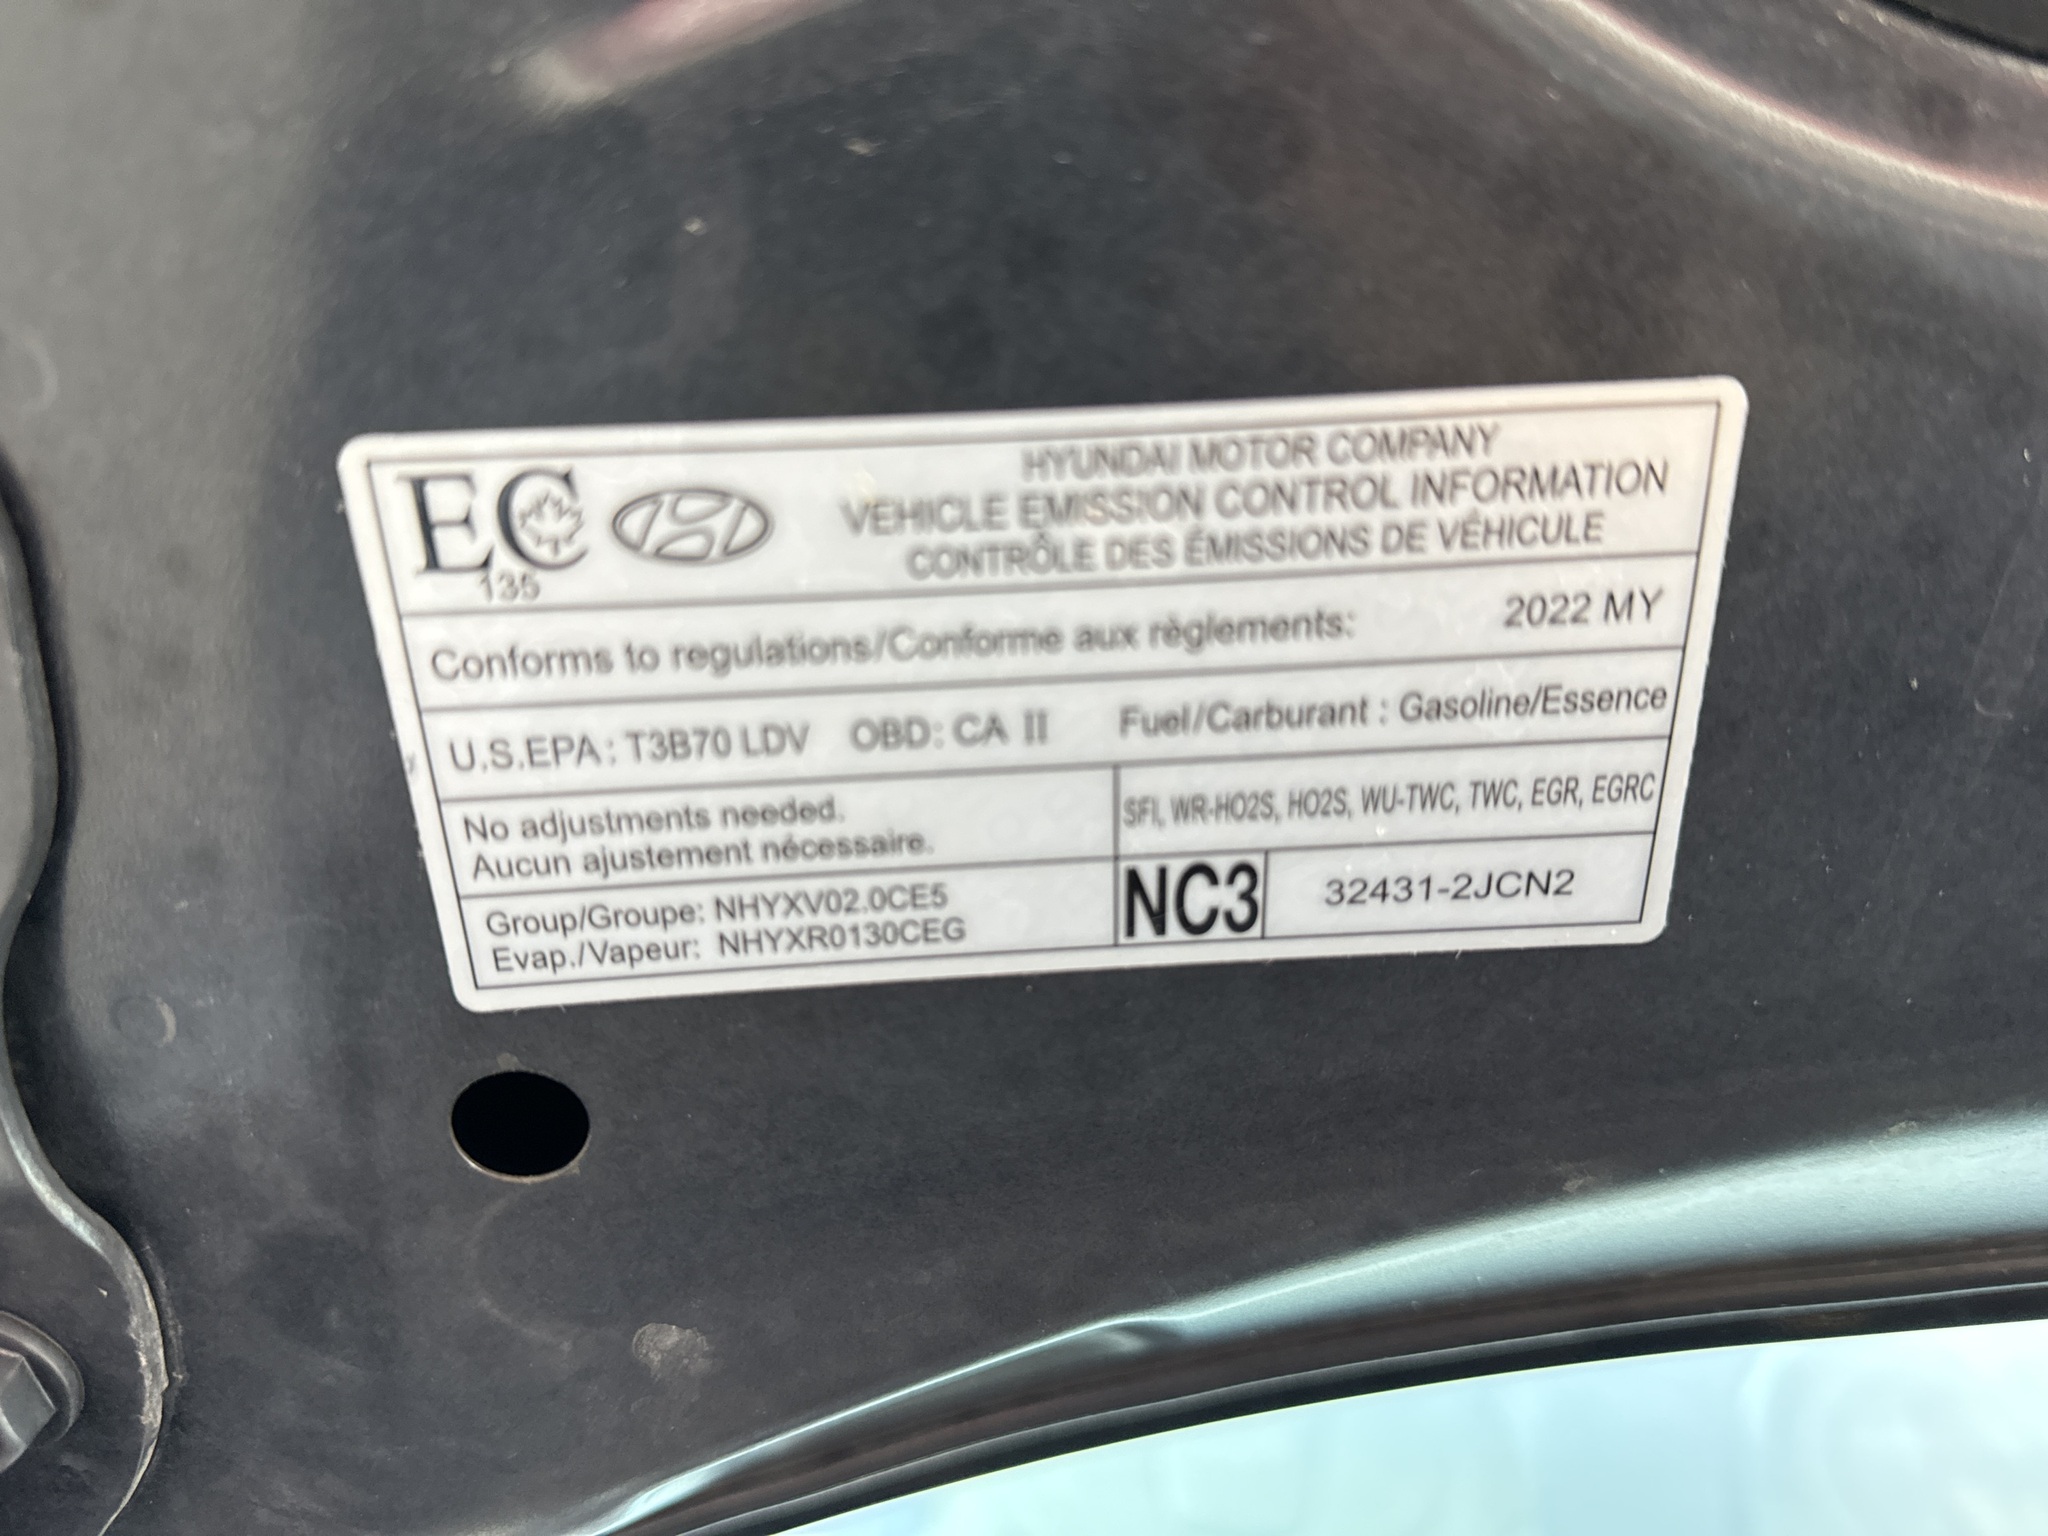 EC
135
HYUNDAI MOTOR COMPANY
VEHICLE EMISSION CONTROL INFORMATION
CONTRÔLE DES ÉMISSIONS DE VÉHICULE
Conforms to regulations/Conforme aux règlements: 2022 MY
U.S.EPA: T3B70 LDV OBD: CA II Fuel/Carburant : Gasoline/Essence
No adjustments needed.
Aucun ajustement nécessaire.
SFI, WR-HO2S, HO2S, WU-TWC, TWC, EGR, EGRC
Group/Groupe: NHYXV02.0CE5
Evap./Vapeur: NHYXR0130CEG
NC3 32431-2JCN2